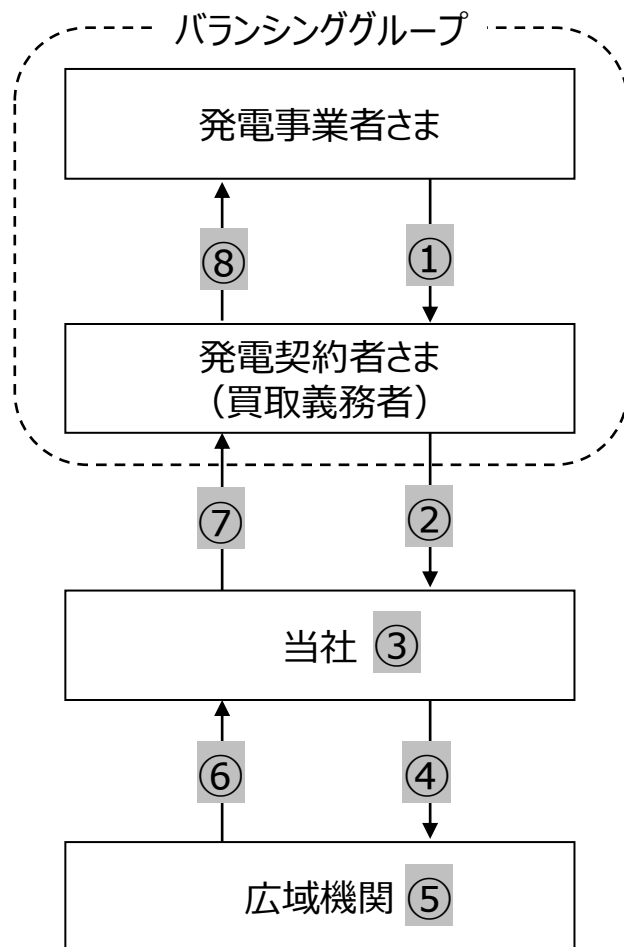 バランシンググループ
発電事業者さま
⑧ ①
発電契約者さま
（買取義務者）
⑦ ②
当社 ③
⑥ ④
広域機関 ⑤